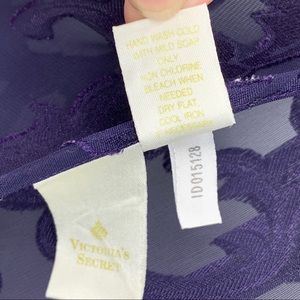 HAND WASH COLD
WITH MILD SOAP
ONLY
NON CHLORINE
BLEACH WHEN
NEEDED
DRY FLAT,
COOL IRON
ID015128
VICTORIA'S
SECRET